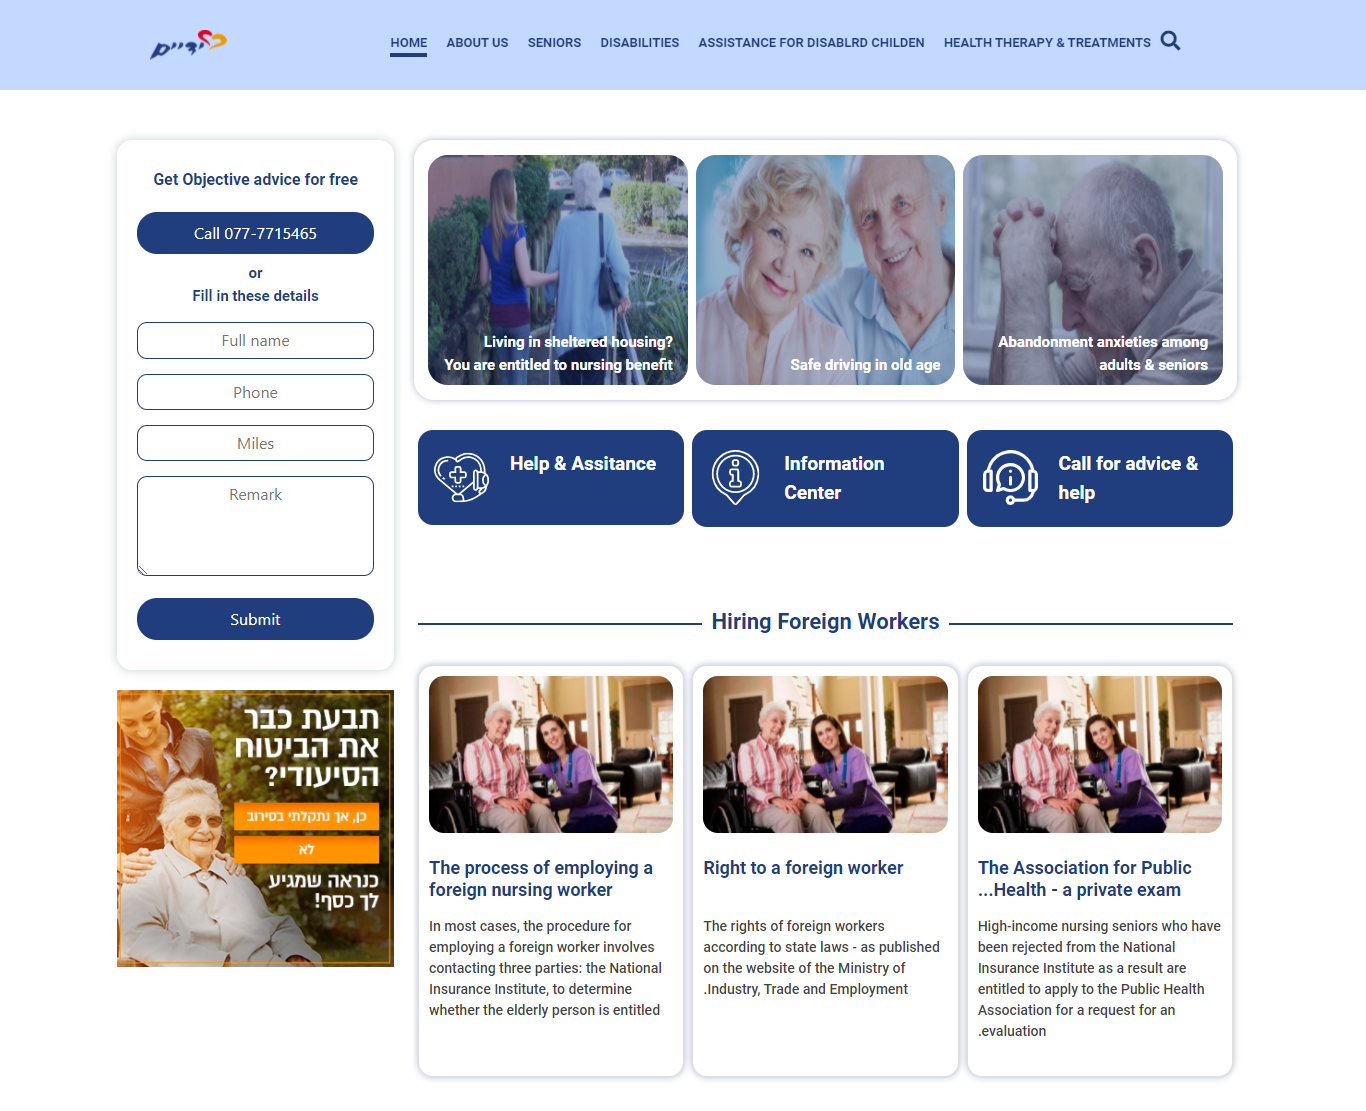 לידיים
HOME ABOUT US SENIORS DISABILITIES ASSISTANCE FOR DISABLRD CHILDEN HEALTH THERAPY & TREATMENTS
Get Objective advice for free
Call 077-7715465
or
Fill in these details
Full name
Phone
Miles
Remark
Submit
תבעת כבר
את הביטוח
הסיעודי?
כן, אך נתקלתי בסירוב
לא
כנראה שמגיע
לך כסף!
Living in sheltered housing?
You are entitled to nursing benefit
Safe driving in old age
Abandonment anxieties among
adults & seniors
Help & Assitance
Information
Center
Call for advice &
help
Hiring Foreign Workers
The process of employing a
foreign nursing worker
In most cases, the procedure for
employing a foreign worker involves
contacting three parties: the National
Insurance Institute, to determine
whether the elderly person is entitled
Right to a foreign worker
The rights of foreign workers
according to state laws - as published
on the website of the Ministry of
.Industry, Trade and Employment
The Association for Public
...Health - a private exam
High-income nursing seniors who have
been rejected from the National
Insurance Institute as a result are
entitled to apply to the Public Health
Association for a request for an
.evaluation